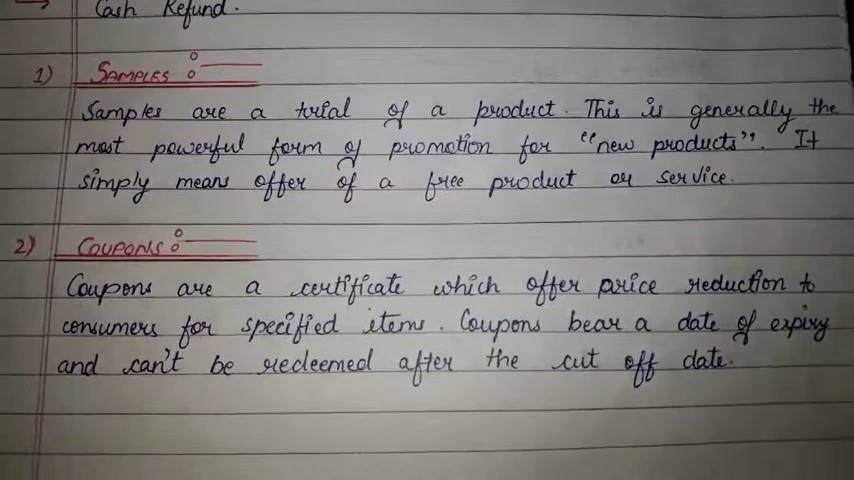 Cash Refund.
1) SAMPLES :-
Samples are a trial of a product. This is generally the
most powerful form of promotion for "new products". It
simply means offer of a free product or service.
2) COUPONS :-
Coupons are a certificate which offer price reduction to
consumers for specified items. Coupons bear a date of expiry
and can't be redeemed after the cut off date.